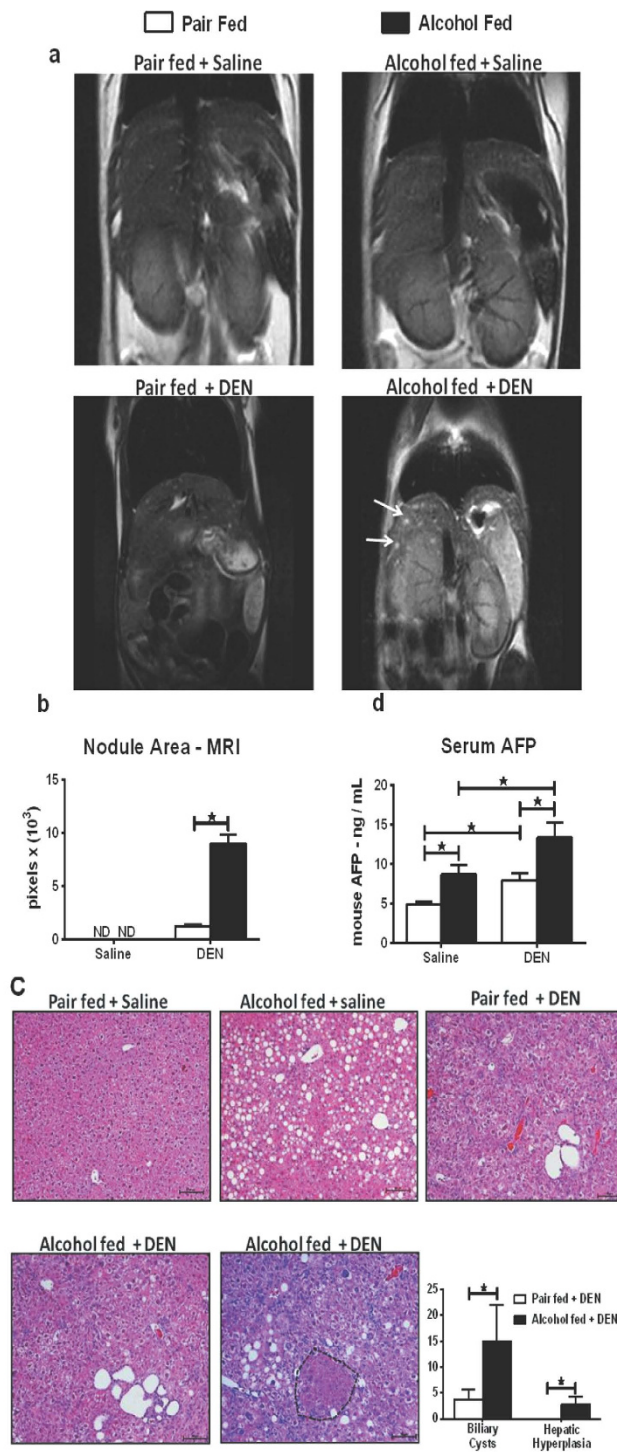 Pair Fed
Alcohol Fed
a
Pair fed + Saline
Alcohol fed + Saline
Pair fed + DEN
Alcohol fed + DEN
b
Nodule Area - MRI
pixels x (10³)
15
10
5
0
ND ND
★
Saline
DEN
d
Serum AFP
mouse AFP - ng / mL
20
15
10
5
0
★
★
★
★
Saline
DEN
C
Pair fed + Saline
Alcohol fed + saline
Pair fed + DEN
Alcohol fed + DEN
Alcohol fed + DEN
25
20
15
10
5
0
★
★
Pair fed + DEN
Alcohol fed + DEN
Biliary
Cysts
Hepatic
Hyperplasia